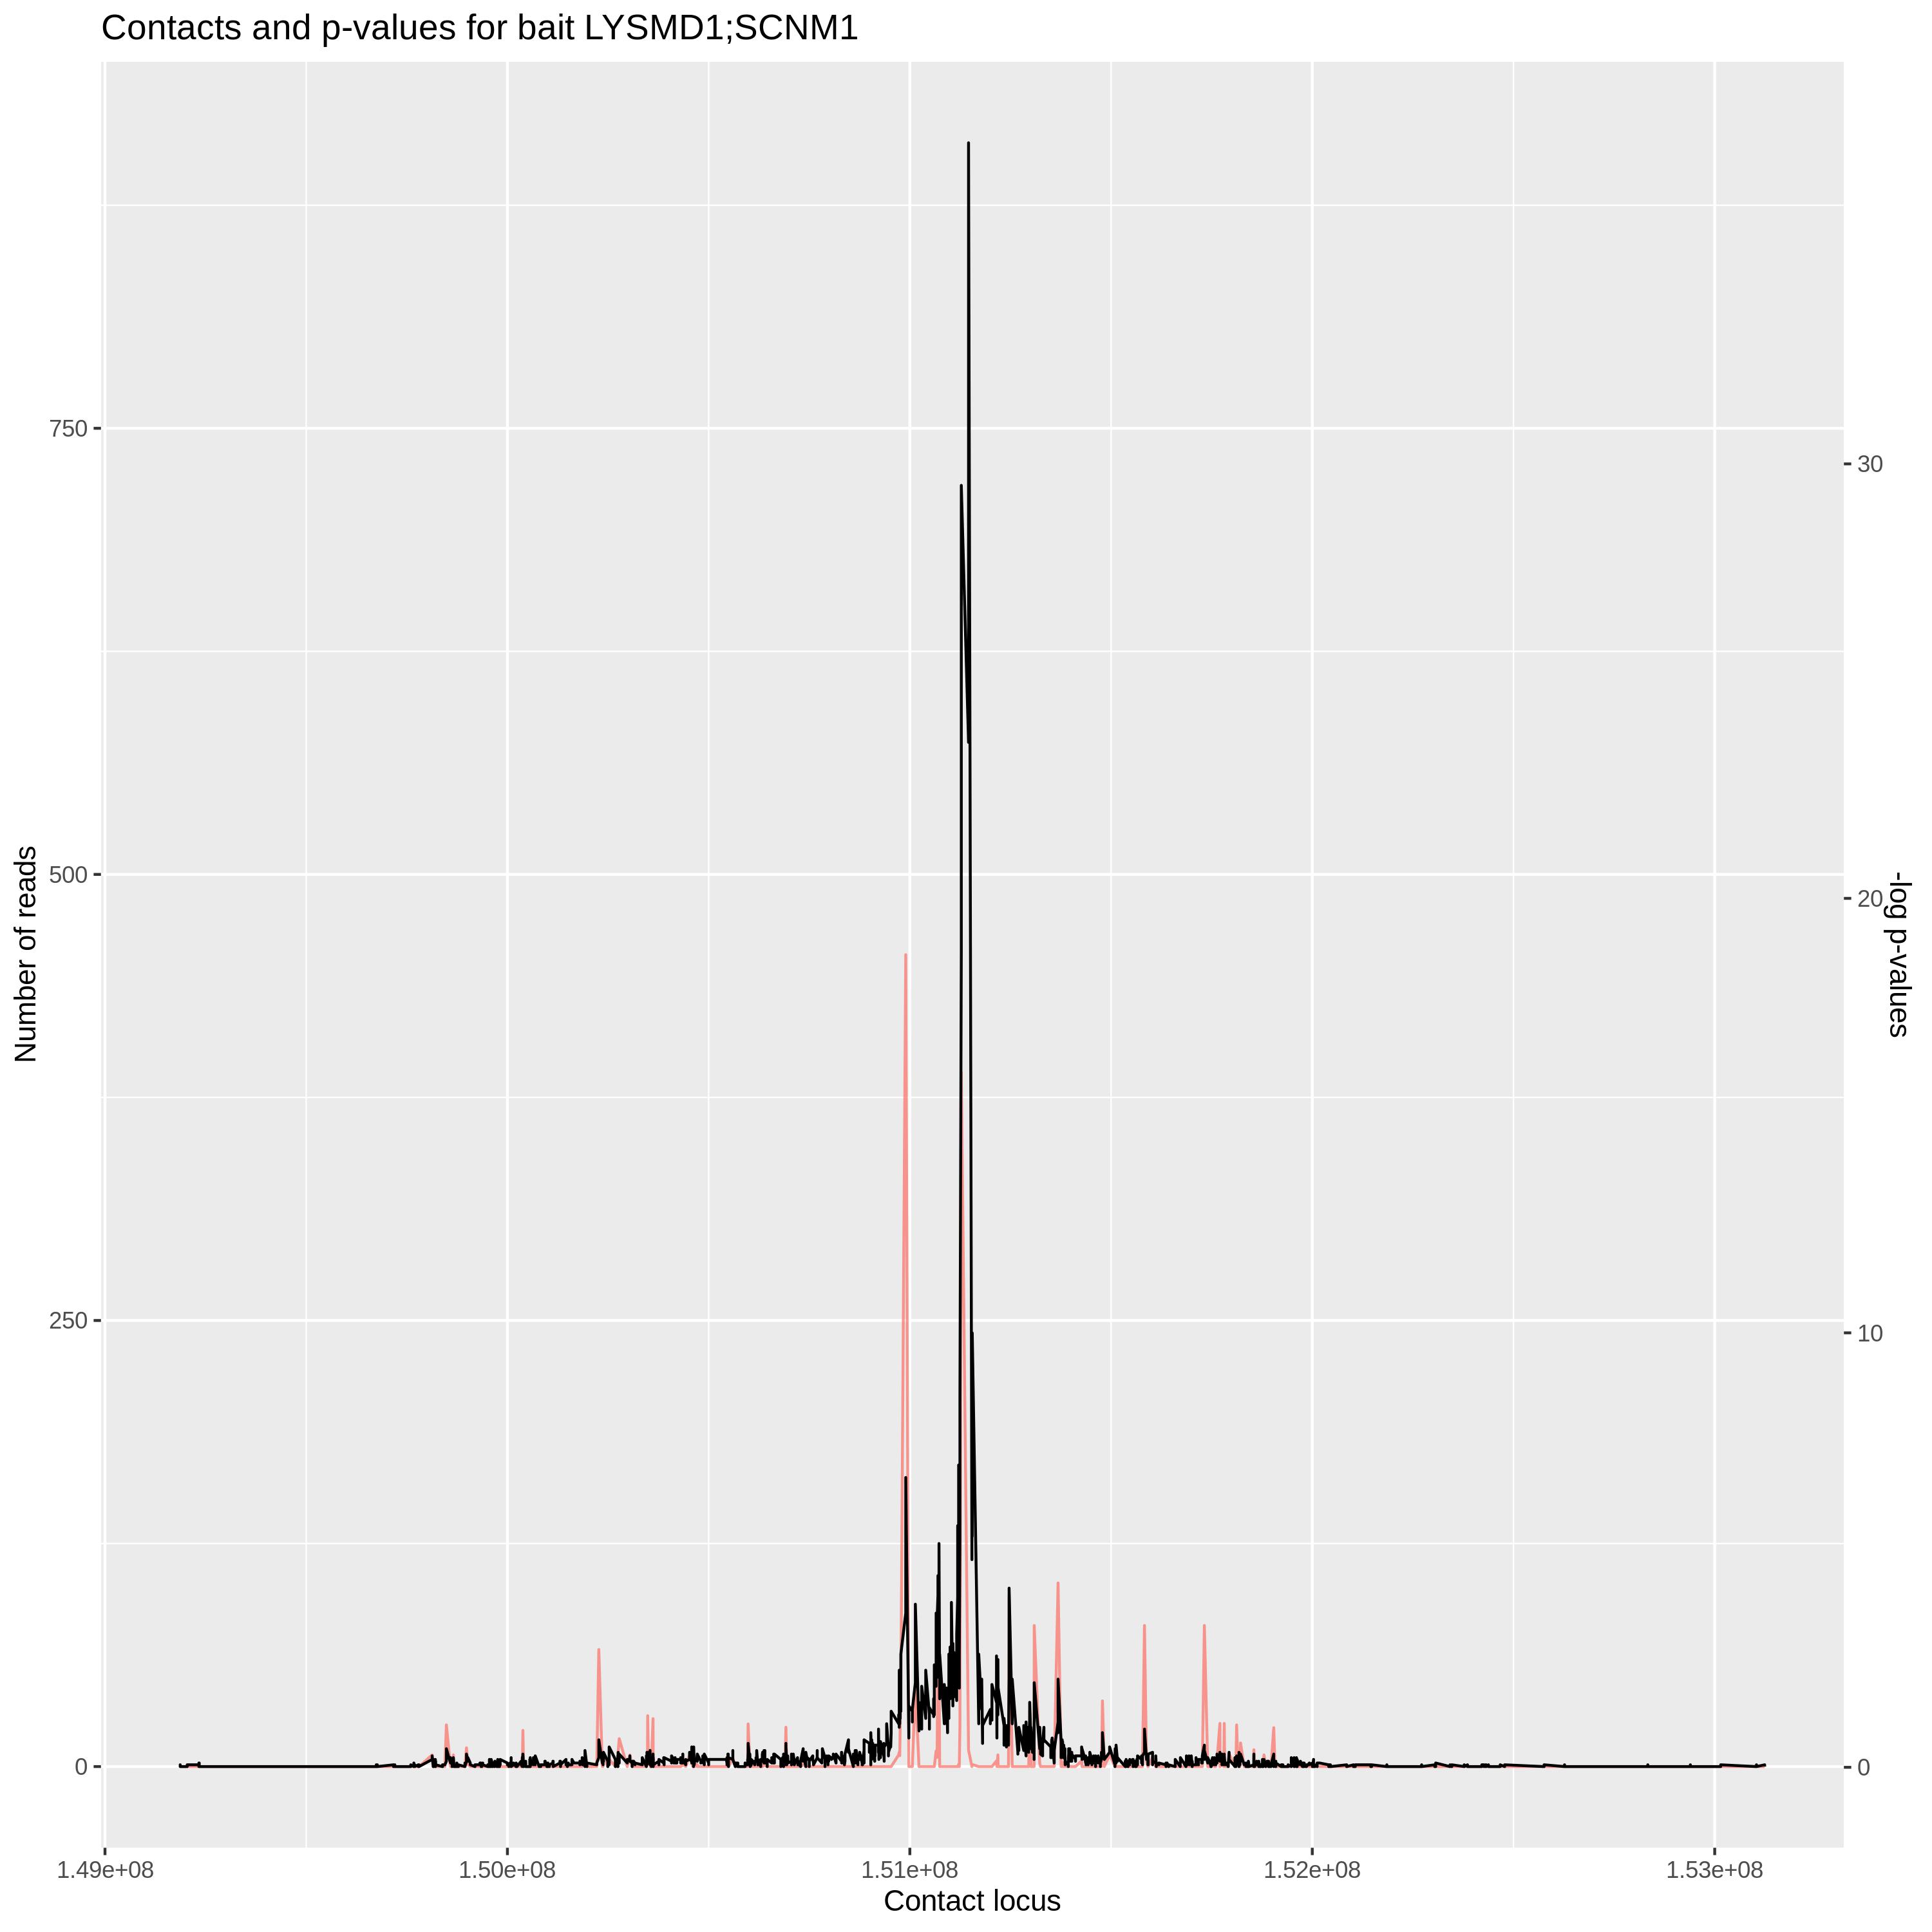 Contacts and p-values for bait LYSMD1;SCNM1
Number of reads
750
500
250
0
30
20
10
0
-log p-values
1.49e+08
1.50e+08
1.51e+08
1.52e+08
1.53e+08
Contact locus